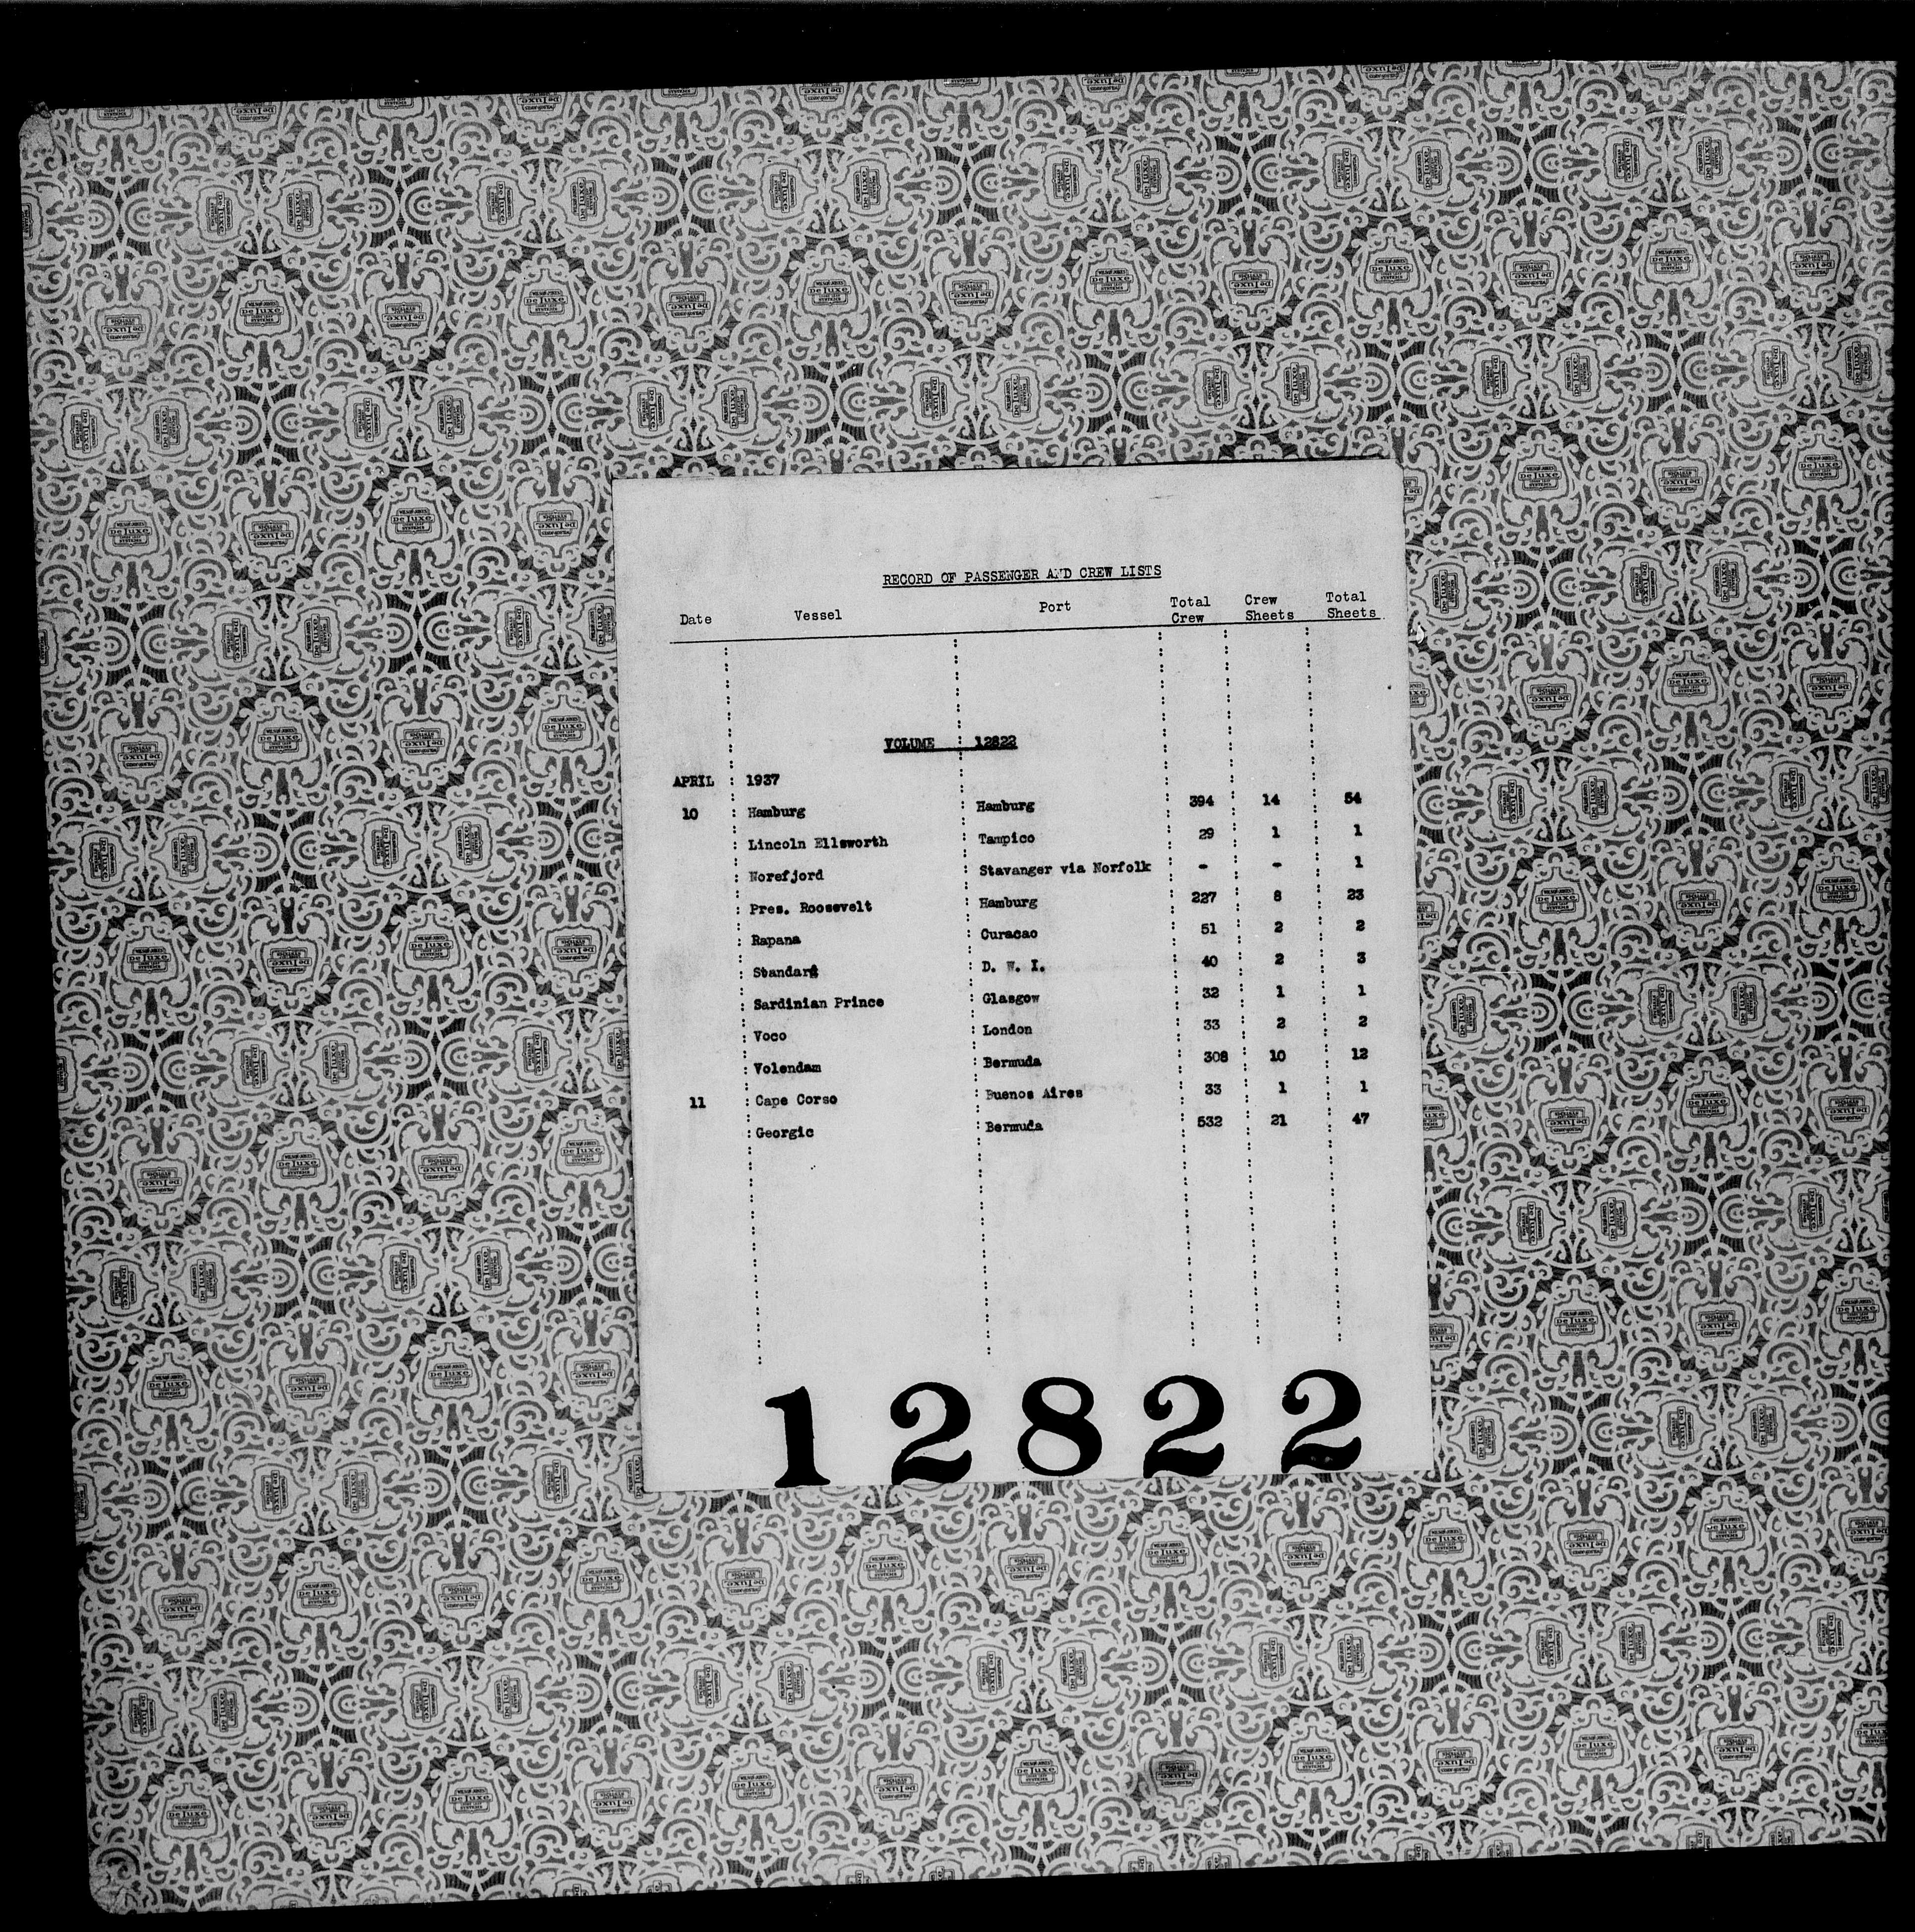 RECORD OF PASSENGER AND CREW LISTS
Date Vessel Port Total Crew Crew Sheets Total Sheets
VOLUME 12822
APRIL 1937
10 Hamburg Hamburg 394 14 54
Lincoln Ellsworth Tampico 29 1 1
Norefjord Stavanger via Norfolk - - 1
Pres. Roosevelt Hamburg 227 8 23
Rapana Curacao 51 2 2
Standard D. W. I. 40 2 3
Sardinian Prince Glasgow 32 1 1
Voco London 33 2 2
Volendam Bermuda 308 10 12
11 Cape Corso Buenos Aires 33 1 1
Georgic Bermuda 532 21 47
12822